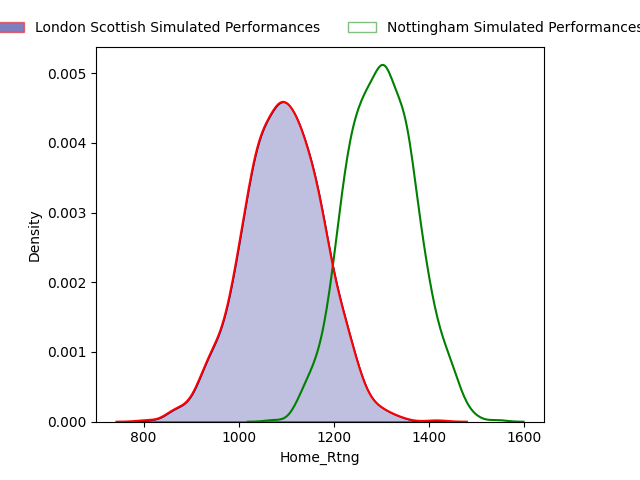 London Scottish Simulated Performances
Nottingham Simulated Performances
0.005
0.004
0.003
0.002
0.001
0.000
Density
800
1000
1200
1400
1600
Home_Rtng